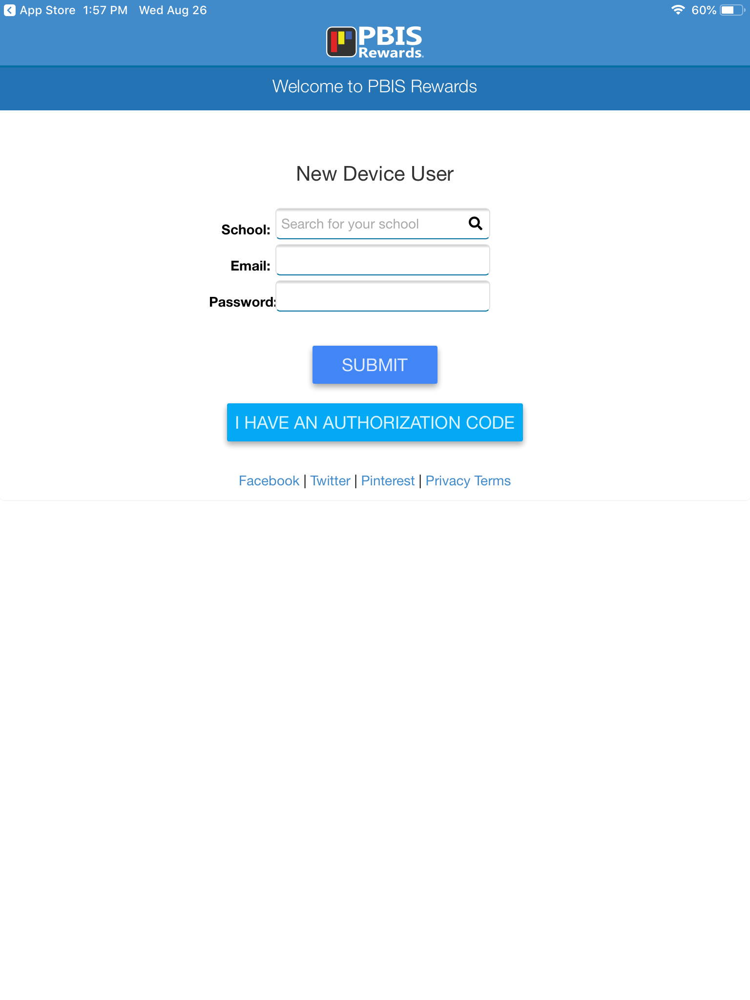 App Store 1:57 PM Wed Aug 26 60%
PBIS
Rewards.
Welcome to PBIS Rewards
New Device User
School: Search for your school
Email:
Password:
SUBMIT
I HAVE AN AUTHORIZATION CODE
Facebook | Twitter | Pinterest | Privacy Terms